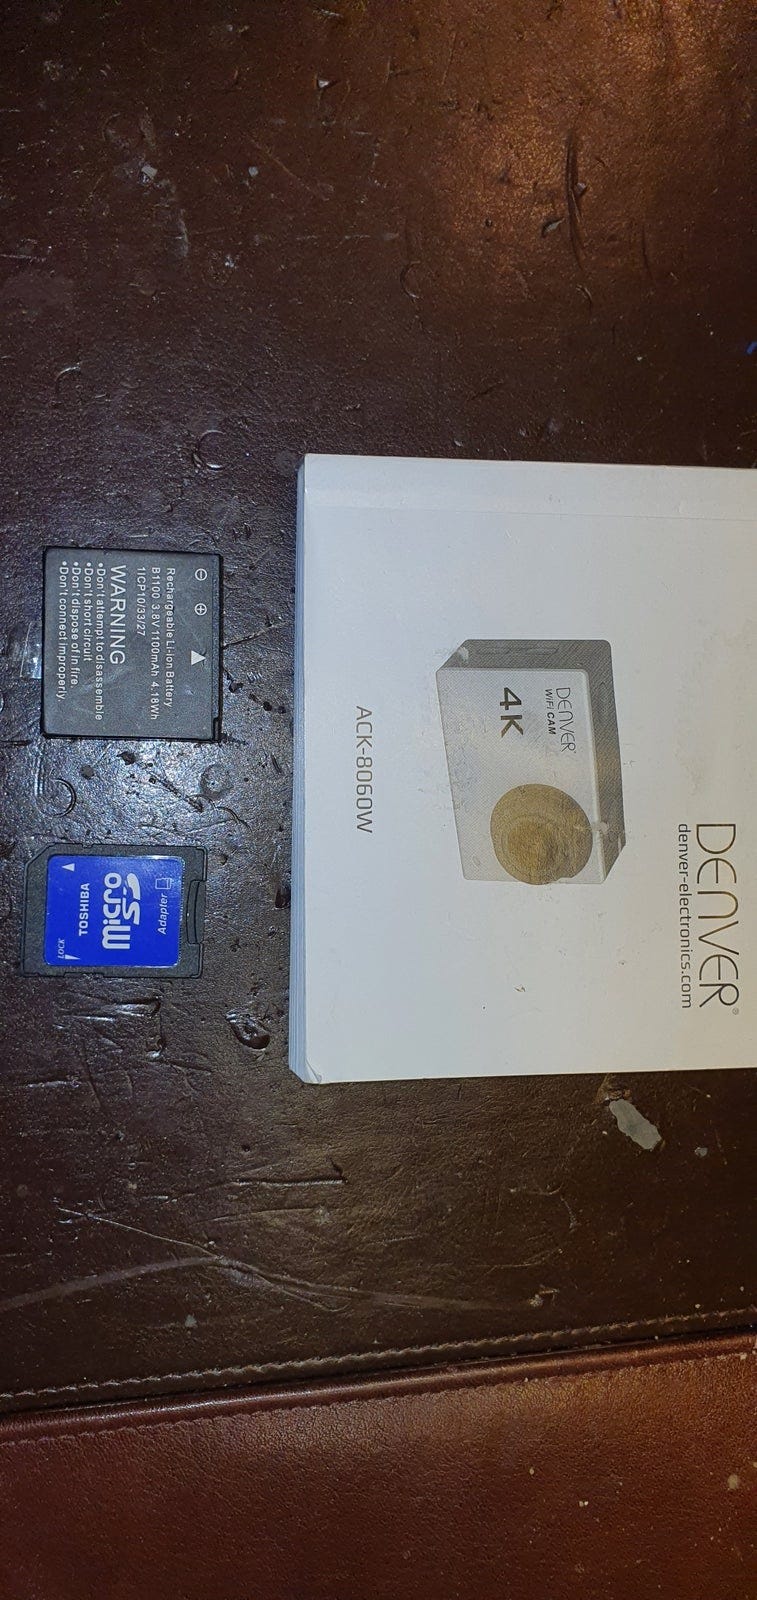 DENVER®
denver-electronics.com
DENVER®
WiFi CAM
4K
ACK-8060W
Rechargeable Li-ion Battery
B1100 3.8V 1100mAh 4.18Wh
1ICP10/33/27
WARNING
•Don't attempt to disassemble
•Don't short circuit
•Don't dispose of in fire.
•Don't connect improperly.
Adapter
Micro
SD
TOSHIBA
LOCK